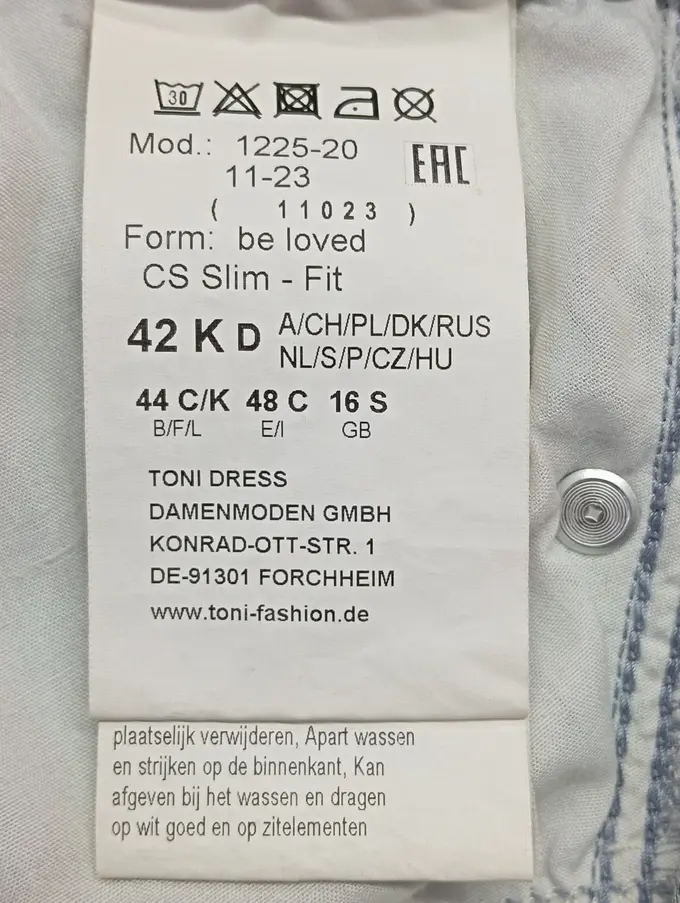 30
Mod.: 1225-20
11-23
EAC
( 11023 )
Form: be loved
CS Slim - Fit
42 K D A/CH/PL/DK/RUS
NL/S/P/CZ/HU
44 C/K 48 C 16 S
B/F/L E/I GB
TONI DRESS
DAMENMODEN GMBH
KONRAD-OTT-STR. 1
DE-91301 FORCHHEIM
www.toni-fashion.de
plaatselijk verwijderen, Apart wassen
en strijken op de binnenkant, Kan
afgeven bij het wassen en dragen
op wit goed en op zitelementen